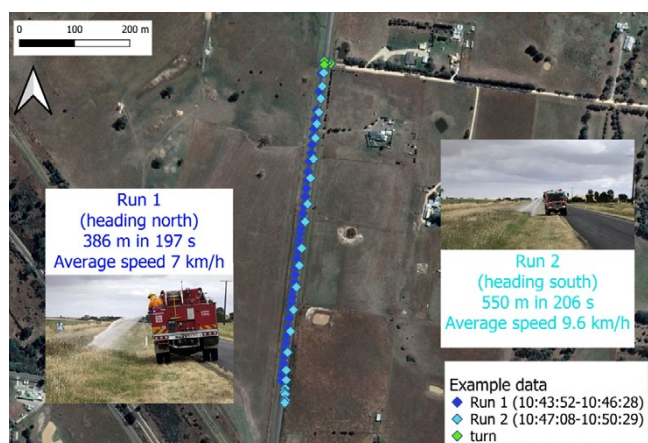 0 100 200 m
Run 1
(heading north)
386 m in 197 s
Average speed 7 km/h
Run 2
(heading south)
550 m in 206 s
Average speed 9.6 km/h
Example data
Run 1 (10:43:52-10:46:28)
Run 2 (10:47:08-10:50:29)
turn